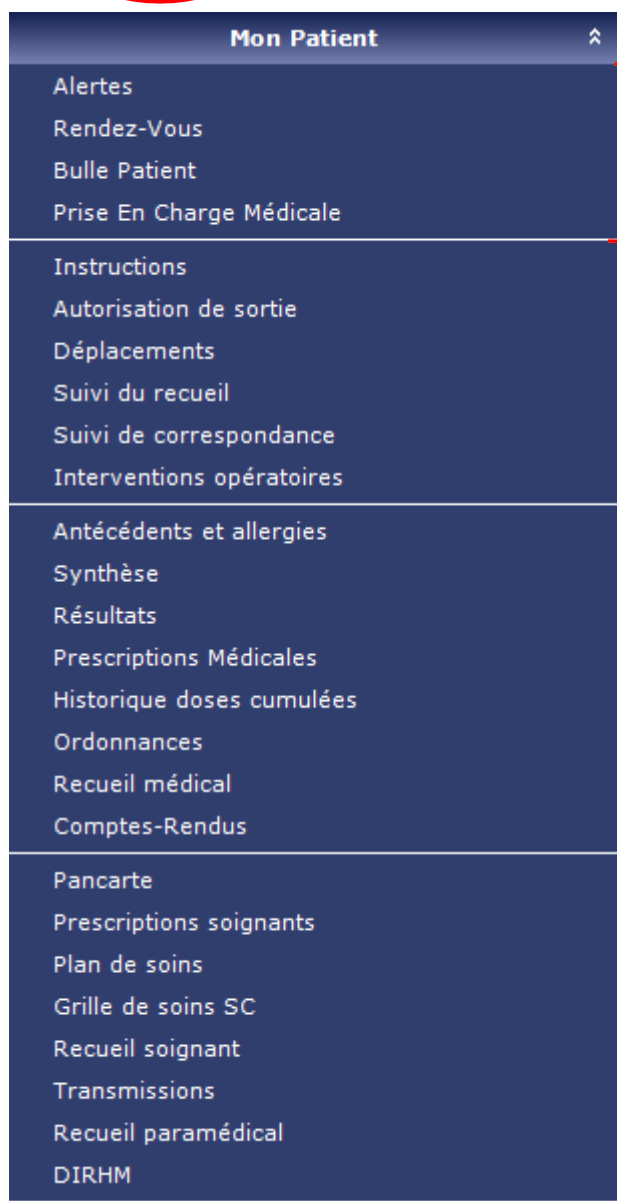 Mon Patient
Alertes
Rendez-Vous
Bulle Patient
Prise En Charge Médicale
Instructions
Autorisation de sortie
Déplacements
Suivi du recueil
Suivi de correspondance
Interventions opératoires
Antécédents et allergies
Synthèse
Résultats
Prescriptions Médicales
Historique doses cumulées
Ordonnances
Recueil médical
Comptes-Rendus
Pancarte
Prescriptions soignants
Plan de soins
Grille de soins SC
Recueil soignant
Transmissions
Recueil paramédical
DIRHM